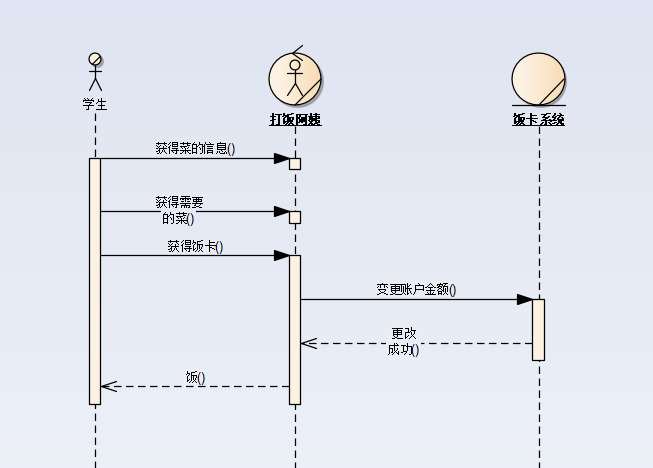 学生
打饭阿姨
饭卡系统
获得菜的信息()
获得需要
的菜()
获得饭卡()
变更账户金额()
更改
成功()
饭()